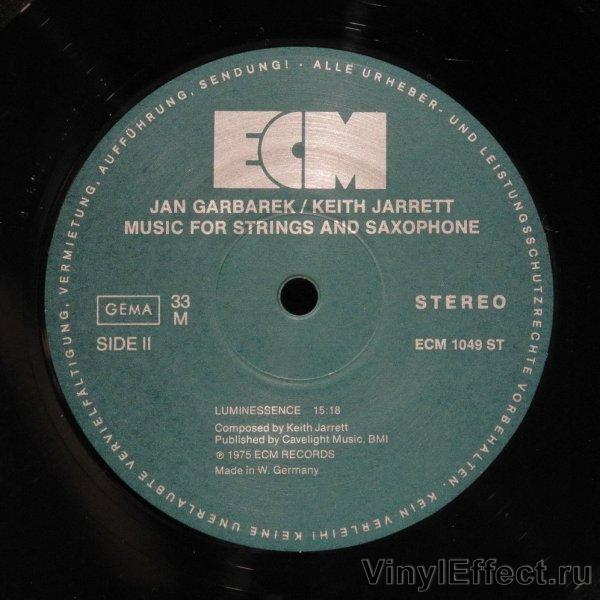 ALLE URHEBER- UND LEISTUNGSSCHUTZRECHTE VORBEHALTEN. KEIN VERLEIH! KEINE UNERLAUBTE VERVIELFÄLTIGUNG, VERMIETUNG, AUFFÜHRUNG, SENDUNG! ·
ECM
JAN GARBAREK / KEITH JARRETT
MUSIC FOR STRINGS AND SAXOPHONE
GEMA 33 STEREO
M
SIDE II ECM 1049 ST
LUMINESSENCE 15:18
Composed by Keith Jarrett
Published by Cavelight Music, BMI
℗ 1975 ECM RECORDS
Made in W. Germany
VinylEffect.ru